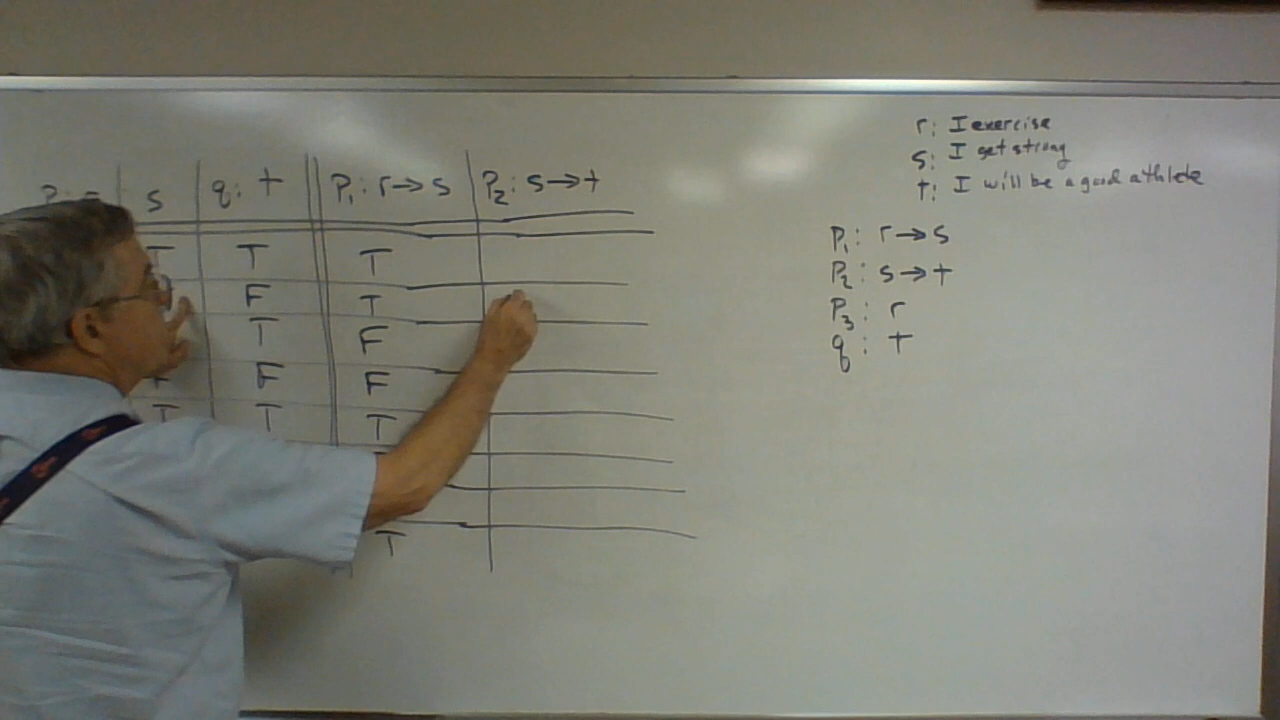 s | q: t | P₁: r→s | P₂: s→t
T | T | T
F | T
T | F
F | F
T | T | T
T
r: I exercise
s: I get strong
t: I will be a good athlete
P₁: r→s
P₂: s→t
P₃: r
q: t